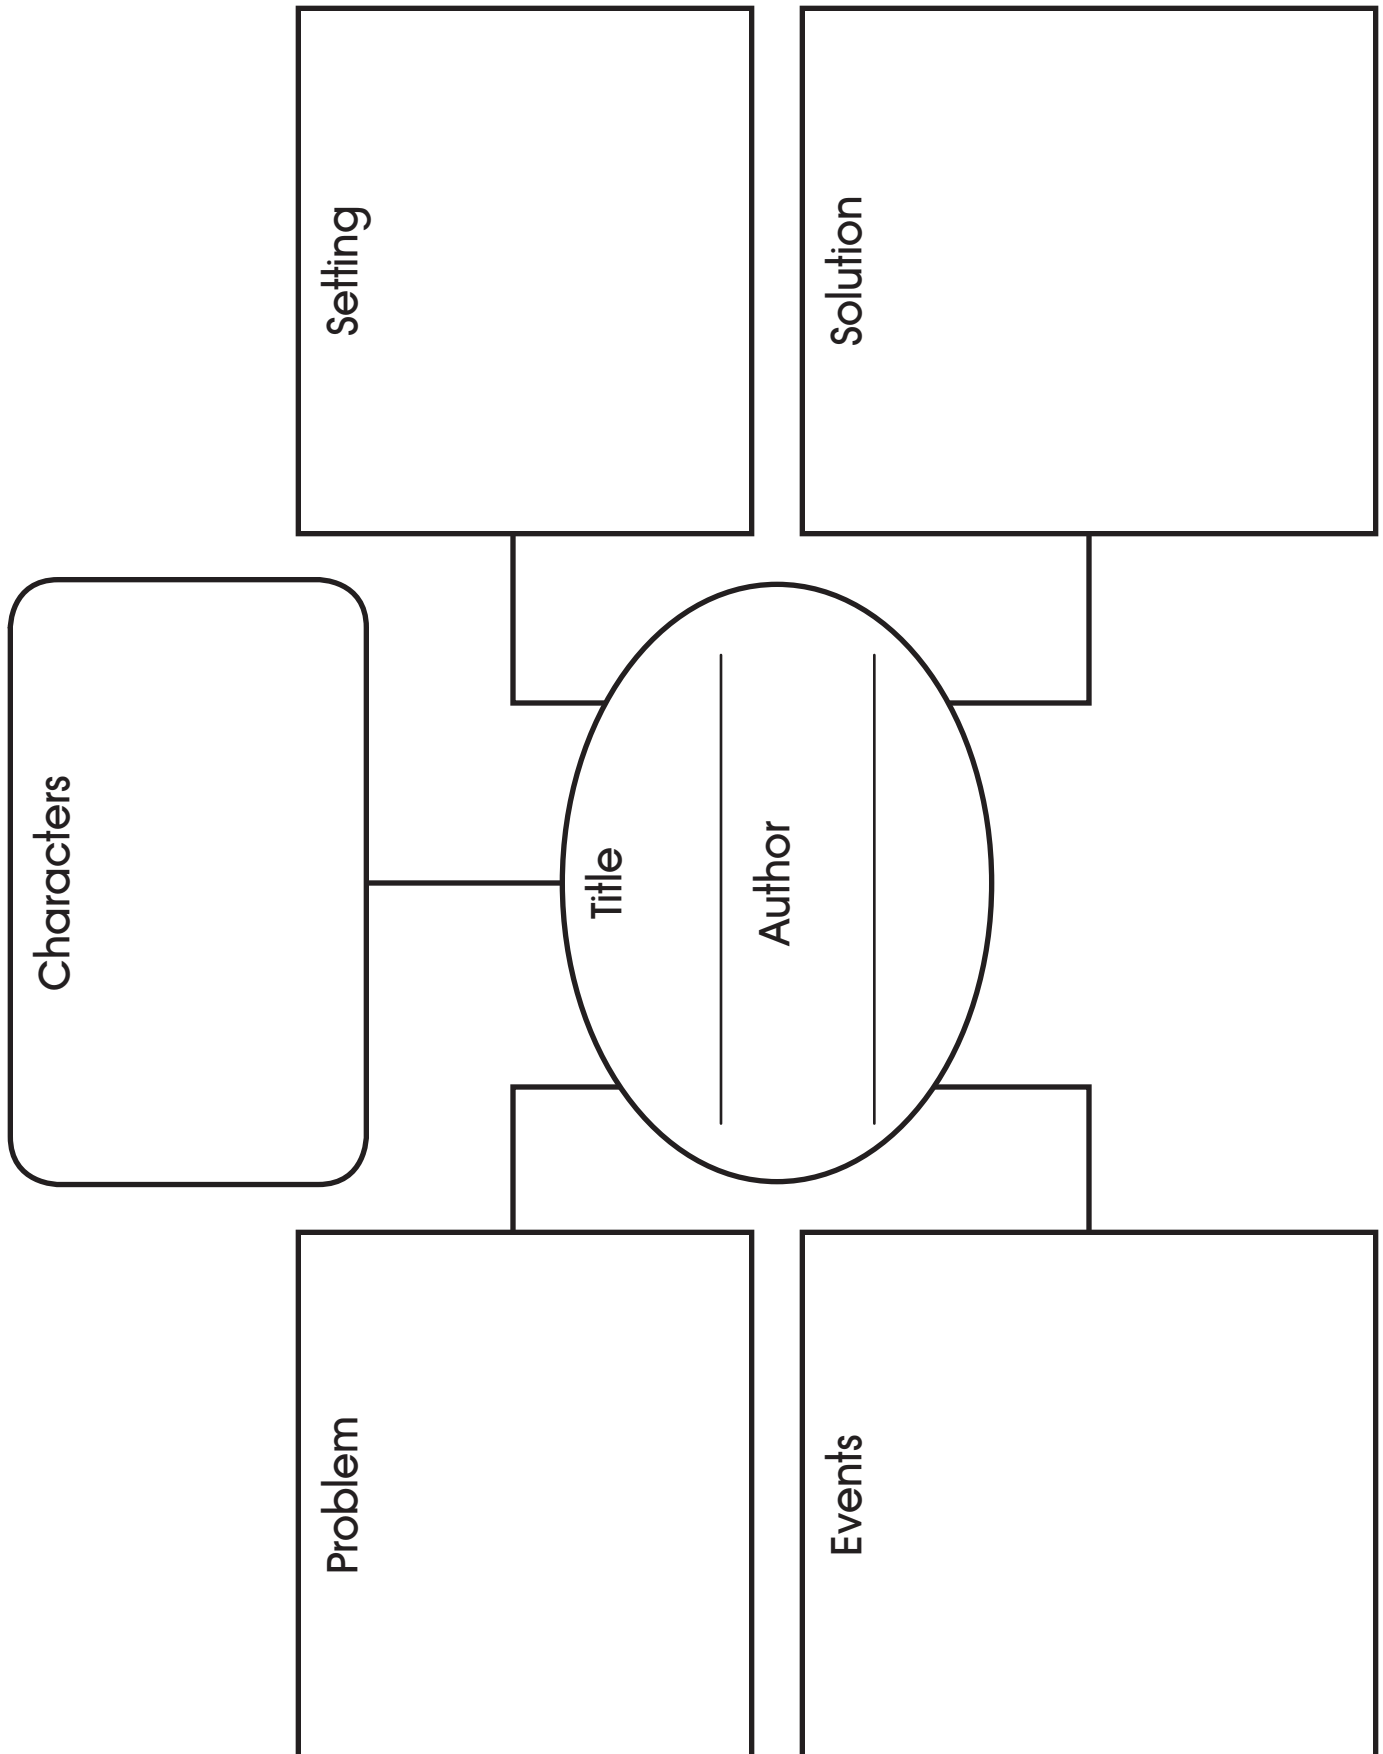 Characters
Problem
Setting
Title
Author
Events
Solution